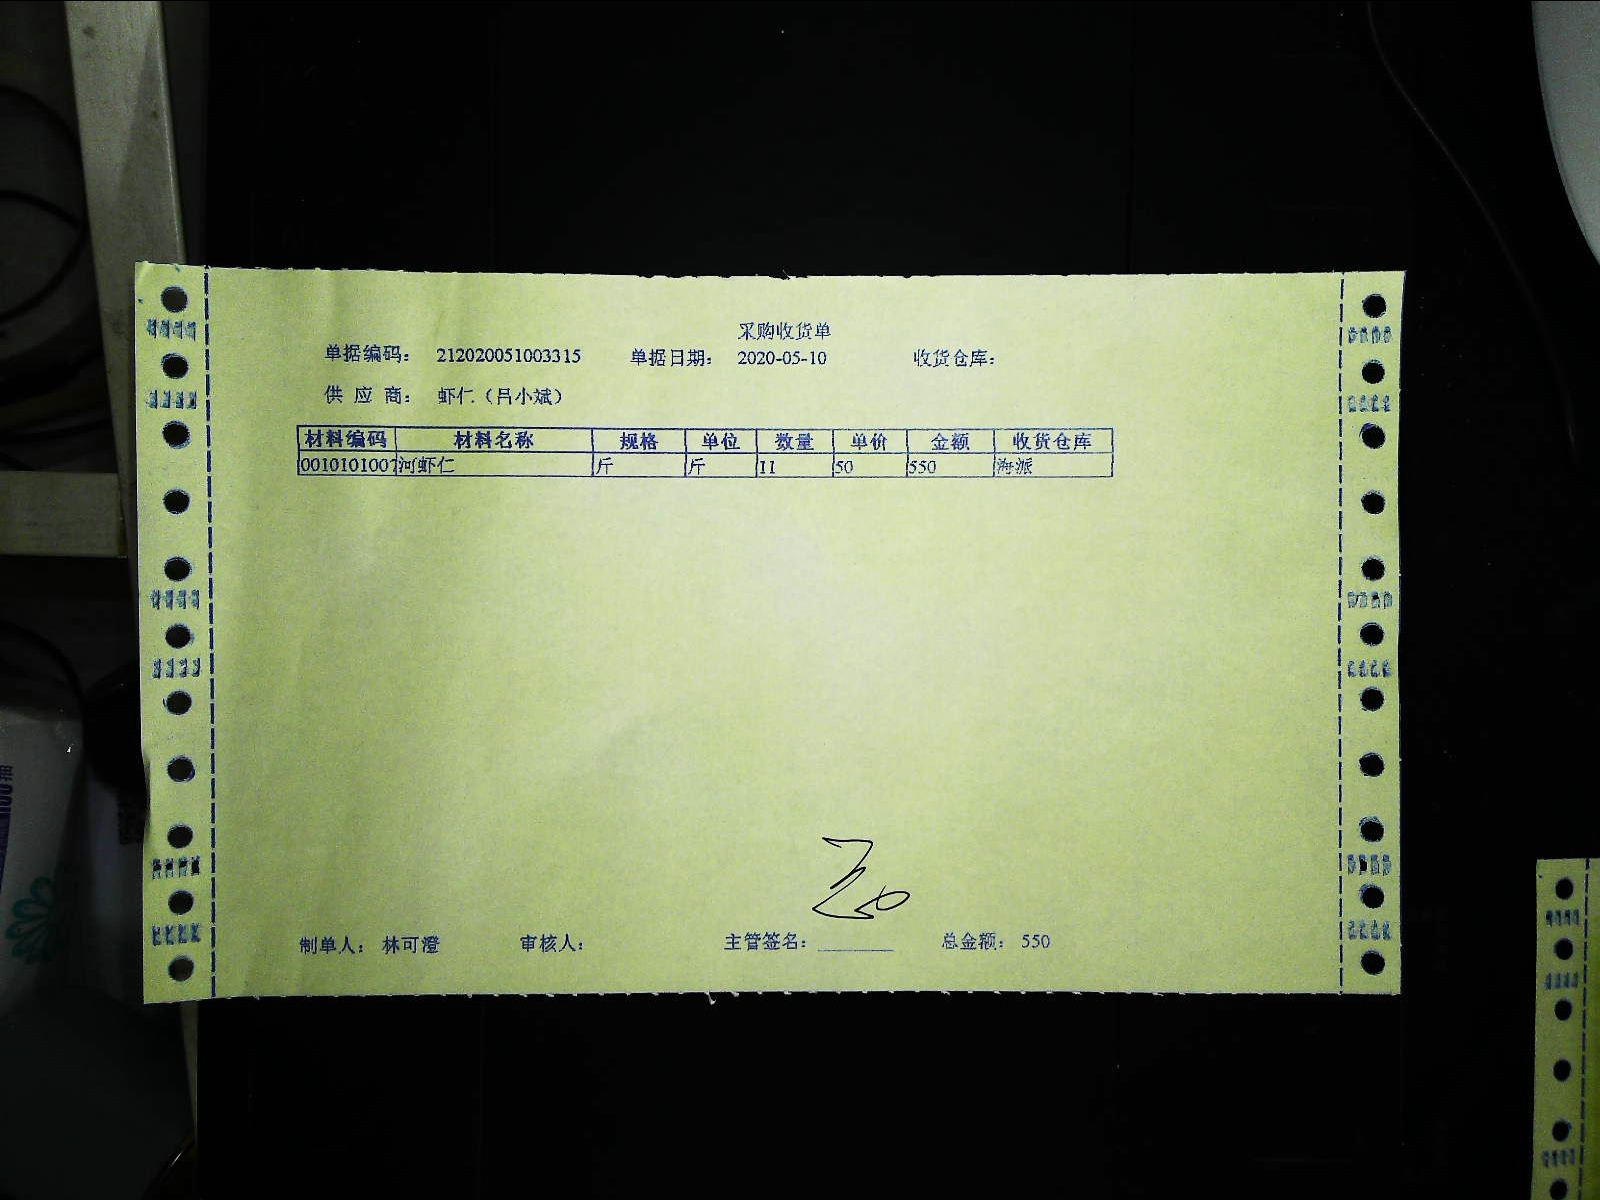 采购收货单
单据编码： 212020051003315 单据日期： 2020-05-10 收货仓库：
供 应 商： 虾仁（吕小斌）
材料编码 材料名称 规格 单位 数量 单价 金额 收货仓库
0010101007 河虾仁 斤 斤 11 50 550 海派
制单人： 林可澄 审核人： 主管签名：________ 总金额： 550